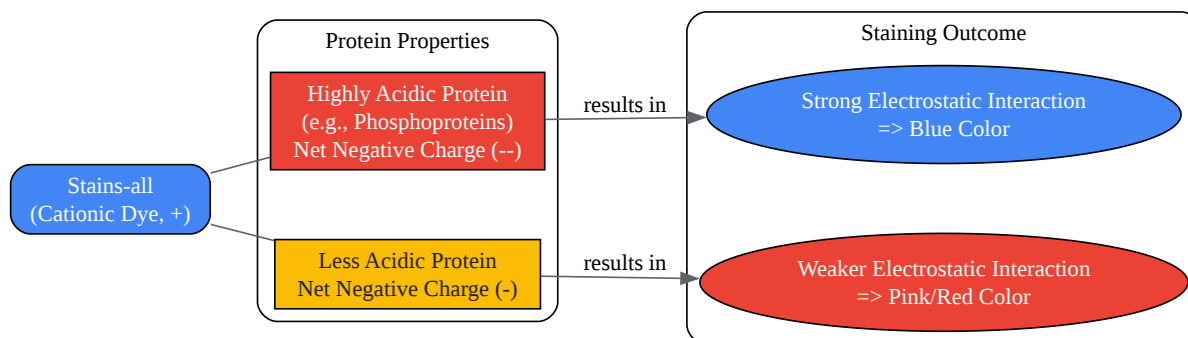 Protein Properties
Staining Outcome
Highly Acidic Protein
(e.g., Phosphoproteins)
Net Negative Charge (--)
results in
Strong Electrostatic Interaction
=> Blue Color
Stains-all
(Cationic Dye, +)
Less Acidic Protein
Net Negative Charge (-)
results in
Weaker Electrostatic Interaction
=> Pink/Red Color